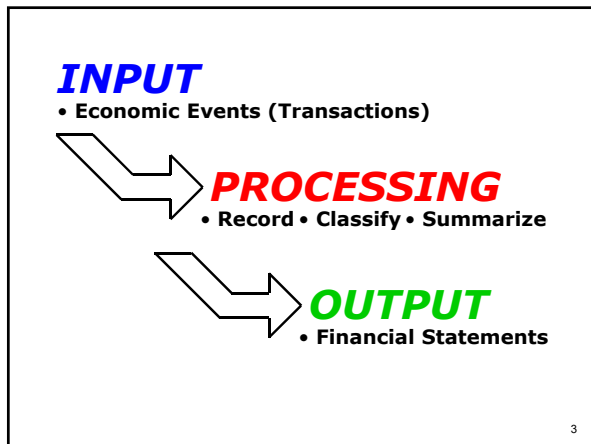 INPUT
• Economic Events (Transactions)
PROCESSING
• Record • Classify • Summarize
OUTPUT
• Financial Statements
3